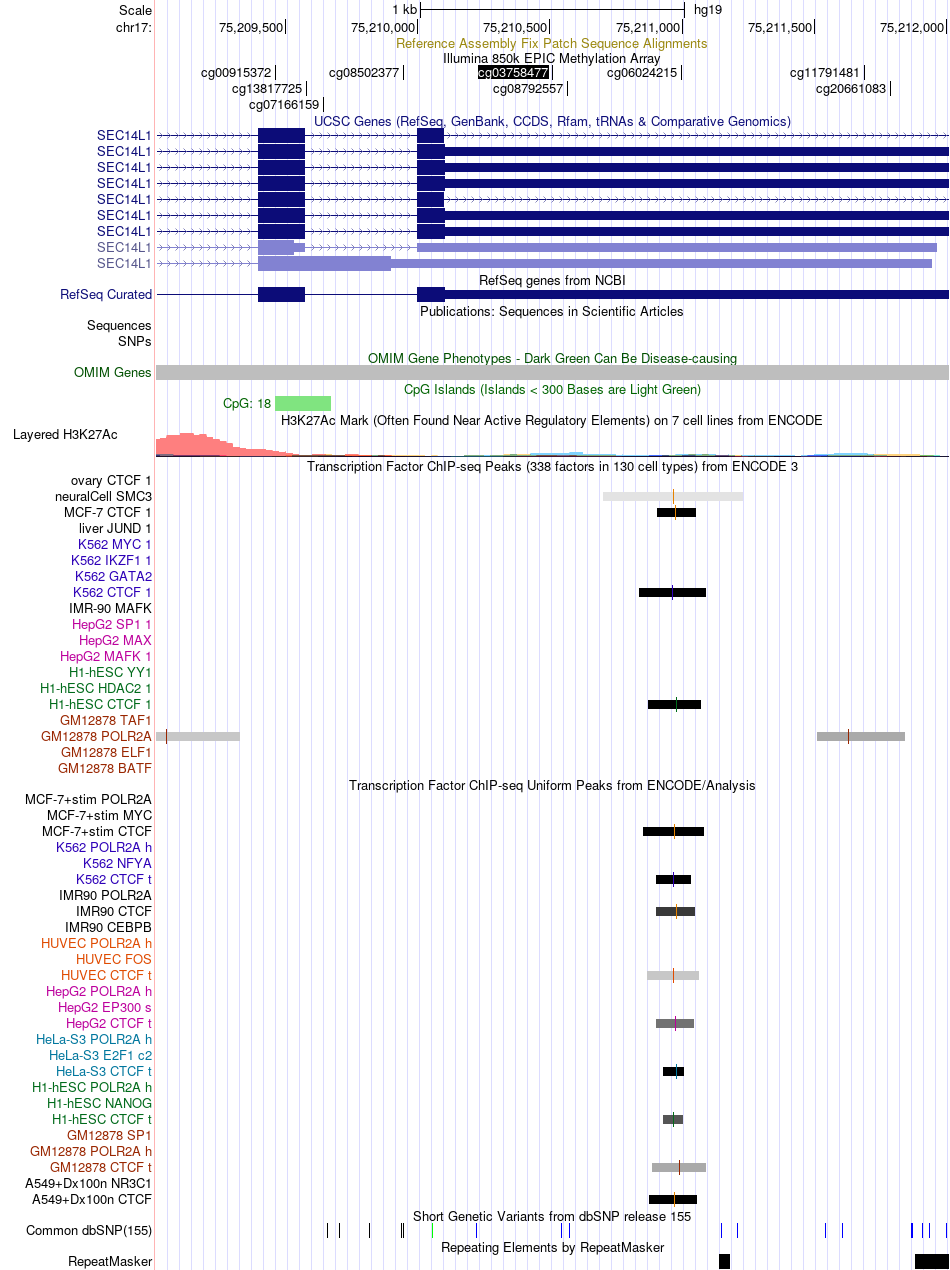 Scale 1 kb hg19
chr17: 75,209,500 75,210,000 75,210,500 75,211,000 75,211,500 75,212,000
Reference Assembly Fix Patch Sequence Alignments
Illumina 850k EPIC Methylation Array
cg00915372 cg08502377 cg03758477 cg06024215 cg11791481
cg13817725 cg08792557 cg20661083
cg07166159
UCSC Genes (RefSeq, GenBank, CCDS, Rfam, tRNAs & Comparative Genomics)
SEC14L1
SEC14L1
SEC14L1
SEC14L1
SEC14L1
SEC14L1
SEC14L1
SEC14L1
SEC14L1
RefSeq genes from NCBI
RefSeq Curated
Publications: Sequences in Scientific Articles
Sequences
SNPs
OMIM Gene Phenotypes - Dark Green Can Be Disease-causing
OMIM Genes
CpG Islands (Islands < 300 Bases are Light Green)
CpG: 18
H3K27Ac Mark (Often Found Near Active Regulatory Elements) on 7 cell lines from ENCODE
Layered H3K27Ac
Transcription Factor ChIP-seq Peaks (338 factors in 130 cell types) from ENCODE 3
ovary CTCF 1
neuralCell SMC3
MCF-7 CTCF 1
liver JUND 1
K562 MYC 1
K562 IKZF1 1
K562 GATA2
K562 CTCF 1
IMR-90 MAFK
HepG2 SP1 1
HepG2 MAX
HepG2 MAFK 1
H1-hESC YY1
H1-hESC HDAC2 1
H1-hESC CTCF 1
GM12878 TAF1
GM12878 POLR2A
GM12878 ELF1
GM12878 BATF
Transcription Factor ChIP-seq Uniform Peaks from ENCODE/Analysis
MCF-7+stim POLR2A
MCF-7+stim MYC
MCF-7+stim CTCF
K562 POLR2A h
K562 NFYA
K562 CTCF t
IMR90 POLR2A
IMR90 CTCF
IMR90 CEBPB
HUVEC POLR2A h
HUVEC FOS
HUVEC CTCF t
HepG2 POLR2A h
HepG2 EP300 s
HepG2 CTCF t
HeLa-S3 POLR2A h
HeLa-S3 E2F1 c2
HeLa-S3 CTCF t
H1-hESC POLR2A h
H1-hESC NANOG
H1-hESC CTCF t
GM12878 SP1
GM12878 POLR2A h
GM12878 CTCF t
A549+Dx100n NR3C1
A549+Dx100n CTCF
Short Genetic Variants from dbSNP release 155
Common dbSNP(155)
Repeating Elements by RepeatMasker
RepeatMasker